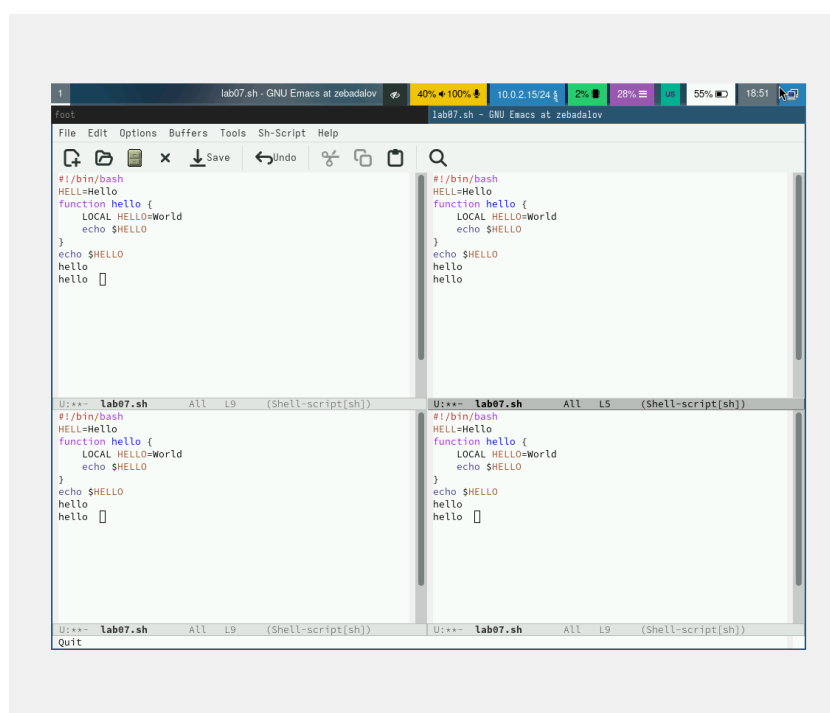 1 lab07.sh - GNU Emacs at zebadalov 40% 100% 10.0.2.15/24 2% 28% us 55% 18:51
foot lab07.sh - GNU Emacs at zebadalov
File Edit Options Buffers Tools Sh-Script Help
Save Undo
#!/bin/bash
HELL=Hello
function hello {
LOCAL HELLO=World
echo $HELLO
}
echo $HELLO
hello
hello
U:**- lab07.sh All L9 (Shell-script[sh])
#!/bin/bash
HELL=Hello
function hello {
LOCAL HELLO=World
echo $HELLO
}
echo $HELLO
hello
hello
U:**- lab07.sh All L5 (Shell-script[sh])
#!/bin/bash
HELL=Hello
function hello {
LOCAL HELLO=World
echo $HELLO
}
echo $HELLO
hello
hello
U:**- lab07.sh All L9 (Shell-script[sh])
#!/bin/bash
HELL=Hello
function hello {
LOCAL HELLO=World
echo $HELLO
}
echo $HELLO
hello
hello
U:**- lab07.sh All L9 (Shell-script[sh])
Quit